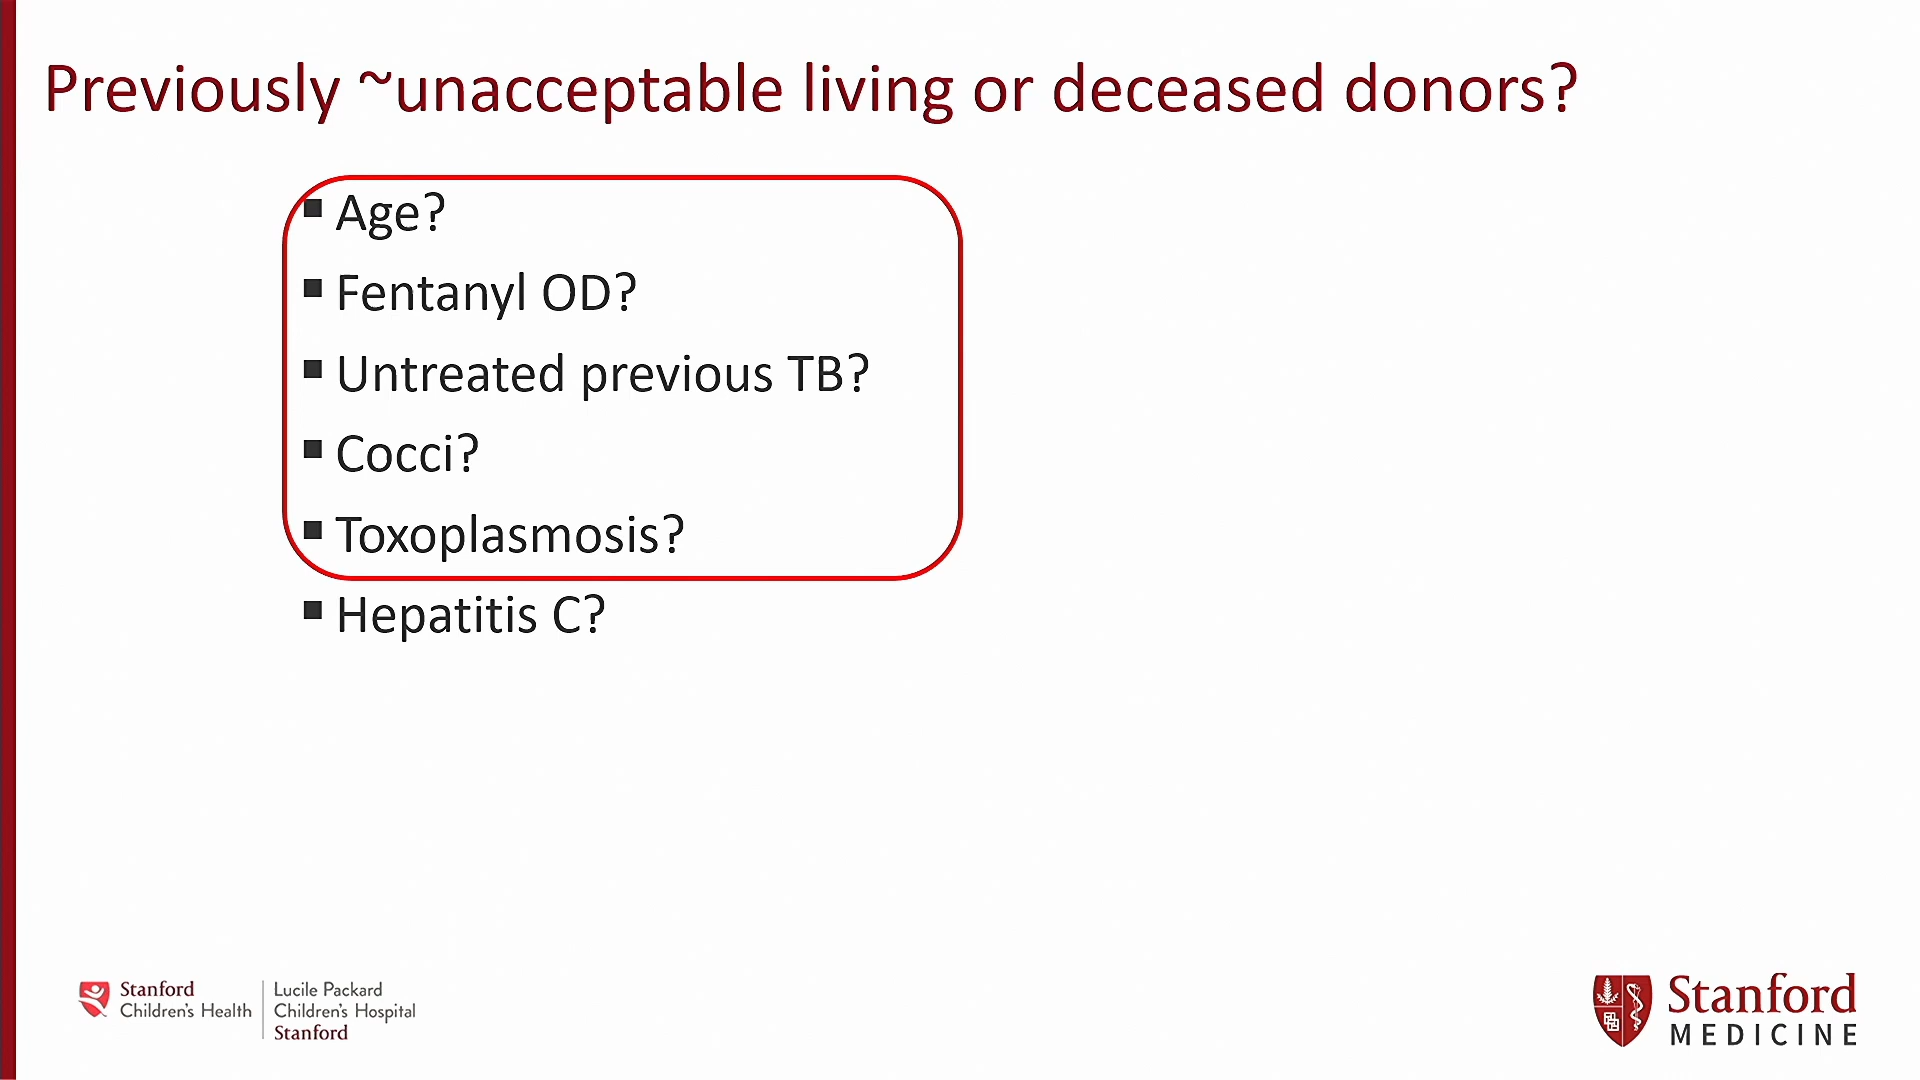 Previously ~unacceptable living or deceased donors?
▪ Age?
▪ Fentanyl OD?
▪ Untreated previous TB?
▪ Cocci?
▪ Toxoplasmosis?
▪ Hepatitis C?
Stanford
Children's Health
Lucile Packard
Children's Hospital
Stanford
Stanford
MEDICINE